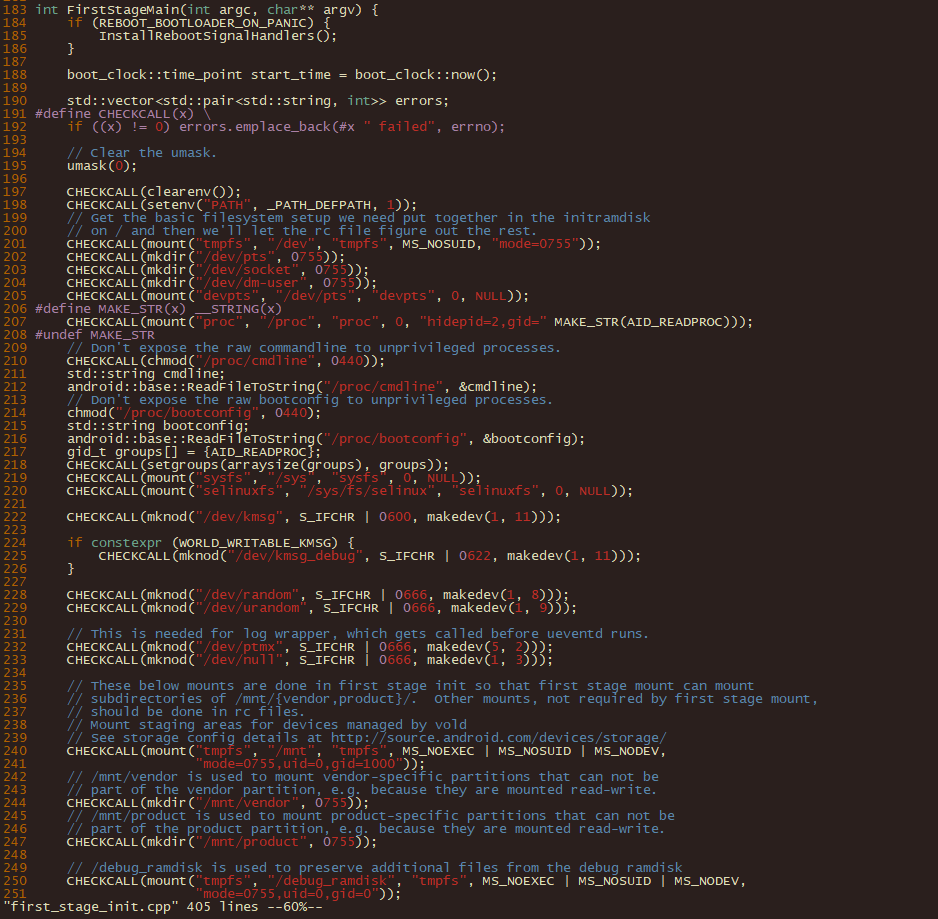 183 int FirstStageMain(int argc, char** argv) {
184     if (REBOOT_BOOTLOADER_ON_PANIC) {
185         InstallRebootSignalHandlers();
186     }
187
188     boot_clock::time_point start_time = boot_clock::now();
189
190     std::vector<std::pair<std::string, int>> errors;
191 #define CHECKCALL(x) \
192     if ((x) != 0) errors.emplace_back(#x " failed", errno);
193
194     // Clear the umask.
195     umask(0);
196
197     CHECKCALL(clearenv());
198     CHECKCALL(setenv("PATH", _PATH_DEFPATH, 1));
199     // Get the basic filesystem setup we need put together in the initramdisk
200     // on / and then we'll let the rc file figure out the rest.
201     CHECKCALL(mount("tmpfs", "/dev", "tmpfs", MS_NOSUID, "mode=0755"));
202     CHECKCALL(mkdir("/dev/pts", 0755));
203     CHECKCALL(mkdir("/dev/socket", 0755));
204     CHECKCALL(mkdir("/dev/dm-user", 0755));
205     CHECKCALL(mount("devpts", "/dev/pts", "devpts", 0, NULL));
206 #define MAKE_STR(x) __STRING(x)
207     CHECKCALL(mount("proc", "/proc", "proc", 0, "hidepid=2,gid=" MAKE_STR(AID_READPROC)));
208 #undef MAKE_STR
209     // Don't expose the raw commandline to unprivileged processes.
210     CHECKCALL(chmod("/proc/cmdline", 0440));
211     std::string cmdline;
212     android::base::ReadFileToString("/proc/cmdline", &cmdline);
213     // Don't expose the raw bootconfig to unprivileged processes.
214     chmod("/proc/bootconfig", 0440);
215     std::string bootconfig;
216     android::base::ReadFileToString("/proc/bootconfig", &bootconfig);
217     gid_t groups[] = {AID_READPROC};
218     CHECKCALL(setgroups(arraysize(groups), groups));
219     CHECKCALL(mount("sysfs", "/sys", "sysfs", 0, NULL));
220     CHECKCALL(mount("selinuxfs", "/sys/fs/selinux", "selinuxfs", 0, NULL));
221
222     CHECKCALL(mknod("/dev/kmsg", S_IFCHR | 0600, makedev(1, 11)));
223
224     if constexpr (WORLD_WRITABLE_KMSG) {
225         CHECKCALL(mknod("/dev/kmsg_debug", S_IFCHR | 0622, makedev(1, 11)));
226     }
227
228     CHECKCALL(mknod("/dev/random", S_IFCHR | 0666, makedev(1, 8)));
229     CHECKCALL(mknod("/dev/urandom", S_IFCHR | 0666, makedev(1, 9)));
230
231     // This is needed for log wrapper, which gets called before ueventd runs.
232     CHECKCALL(mknod("/dev/ptmx", S_IFCHR | 0666, makedev(5, 2)));
233     CHECKCALL(mknod("/dev/null", S_IFCHR | 0666, makedev(1, 3)));
234
235     // These below mounts are done in first stage init so that first stage mount can mount
236     // subdirectories of /mnt/{vendor,product}/.  Other mounts, not required by first stage mount,
237     // should be done in rc files.
238     // Mount staging areas for devices managed by vold
239     // See storage config details at http://source.android.com/devices/storage/
240     CHECKCALL(mount("tmpfs", "/mnt", "tmpfs", MS_NOEXEC | MS_NOSUID | MS_NODEV,
241                     "mode=0755,uid=0,gid=1000"));
242     // /mnt/vendor is used to mount vendor-specific partitions that can not be
243     // part of the vendor partition, e.g. because they are mounted read-write.
244     CHECKCALL(mkdir("/mnt/vendor", 0755));
245     // /mnt/product is used to mount product-specific partitions that can not be
246     // part of the product partition, e.g. because they are mounted read-write.
247     CHECKCALL(mkdir("/mnt/product", 0755));
248
249     // /debug_ramdisk is used to preserve additional files from the debug ramdisk
250     CHECKCALL(mount("tmpfs", "/debug_ramdisk", "tmpfs", MS_NOEXEC | MS_NOSUID | MS_NODEV,
251                     "mode=0755,uid=0,gid=0"));
"first_stage_init.cpp" 405 lines --60%--